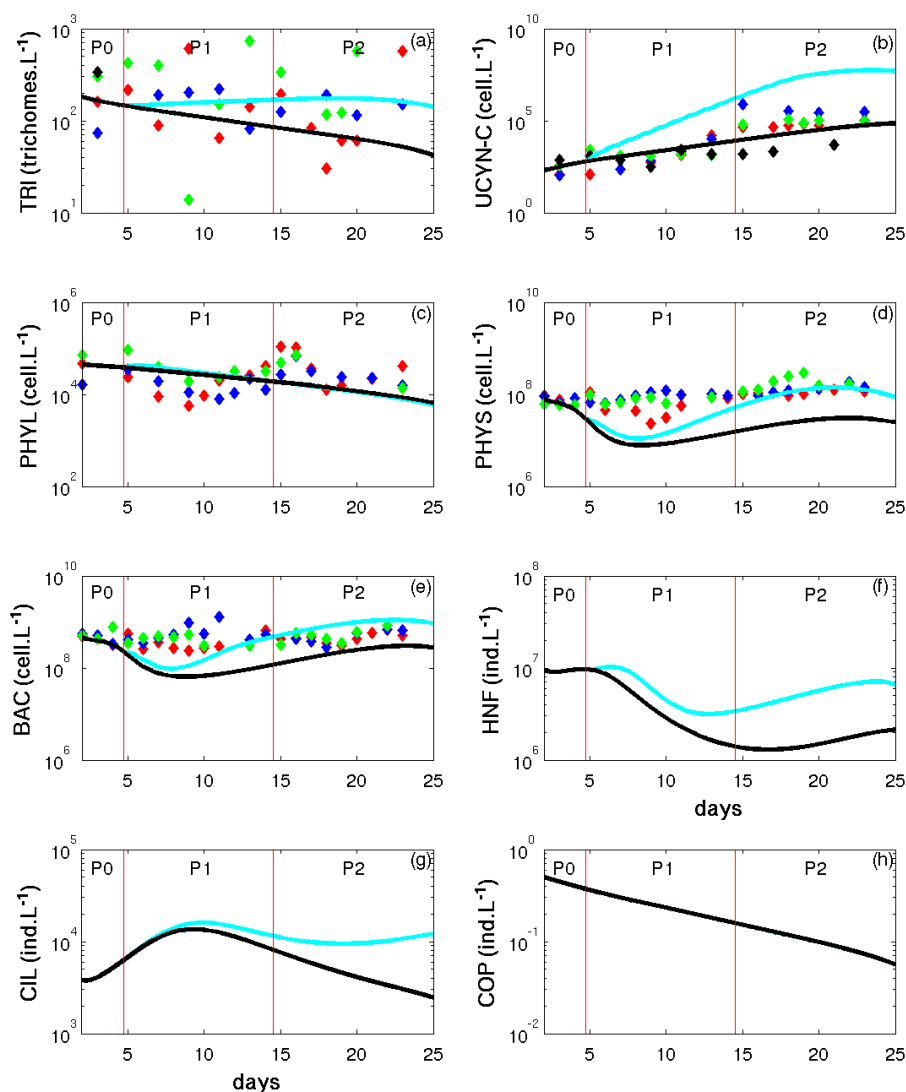 10^3 P0 P1 P2 (a)
10^2
10^1
TRI (trichomes.L^-1)
5 10 15 20 25
10^10 P0 P1 P2 (b)
10^5
10^0
UCYN-C (cell.L^-1)
5 10 15 20 25
10^6 P0 P1 P2 (c)
10^4
10^2
PHYL (cell.L^-1)
5 10 15 20 25
10^10 P0 P1 P2 (d)
10^8
10^6
PHYS (cell.L^-1)
5 10 15 20 25
10^10 P0 P1 P2 (e)
10^8
10^6
BAC (cell.L^-1)
5 10 15 20 25
10^8 P0 P1 P2 (f)
10^7
10^6
HNF (ind.L^-1)
5 10 15 20 25
days
10^5 P0 P1 P2 (g)
10^4
10^3
CIL (ind.L^-1)
5 10 15 20 25
days
10^0 P0 P1 P2 (h)
10^-1
10^-2
COP (ind.L^-1)
5 10 15 20 25